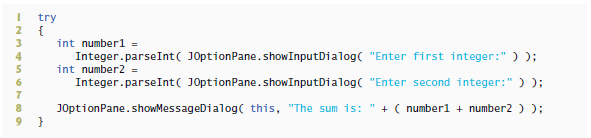 1 try
2 {
3 int number1 =
4 Integer.parseInt( JOptionPane.showInputDialog( "Enter first integer:" ) );
5 int number2 =
6 Integer.parseInt( JOptionPane.showInputDialog( "Enter second integer:" ) );
7
8 JOptionPane.showMessageDialog( this, "The sum is: " + ( number1 + number2 ) );
9 }